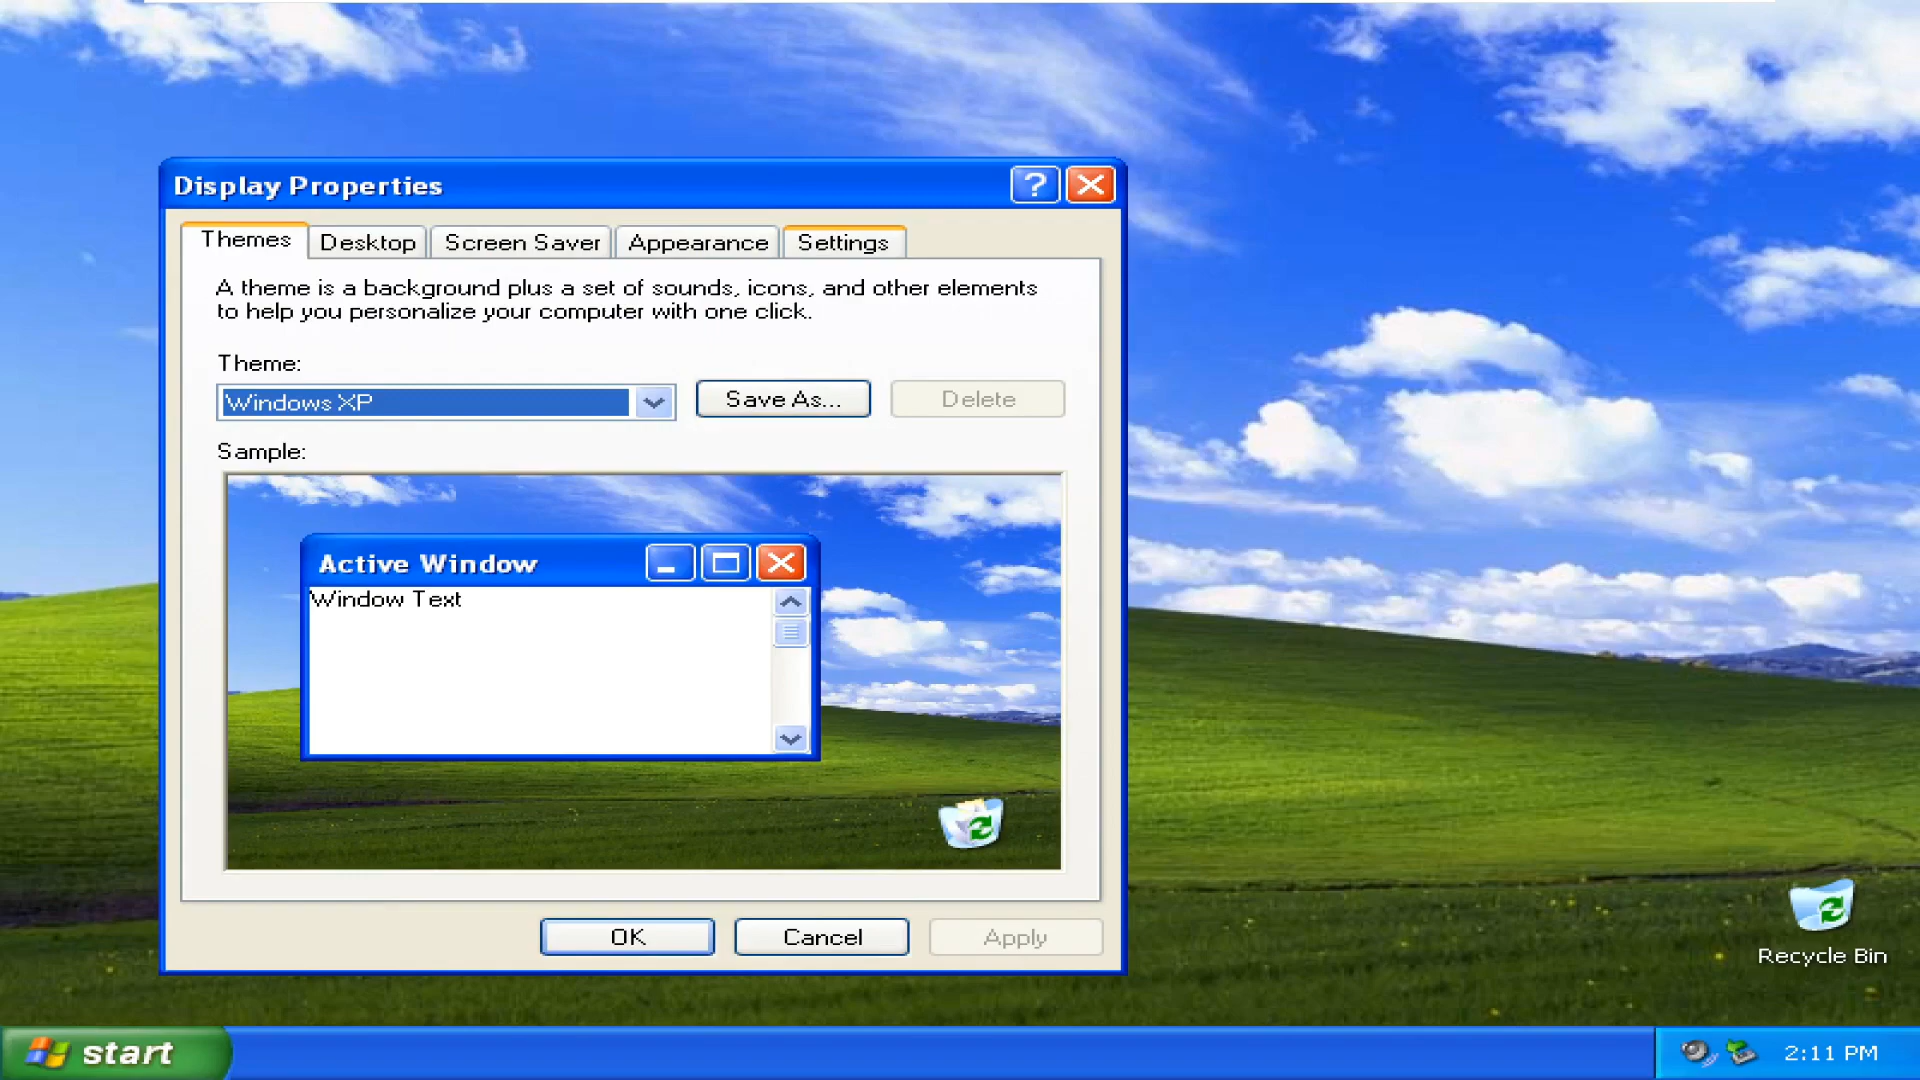 Display Properties
Themes
Desktop
Screen Saver
Appearance
Settings
A theme is a background plus a set of sounds, icons, and other elements
to help you personalize your computer with one click.
Theme:
Windows XP
Save As...
Delete
Sample:
Active Window
Window Text
OK
Cancel
Apply
Recycle Bin
start
2:11 PM